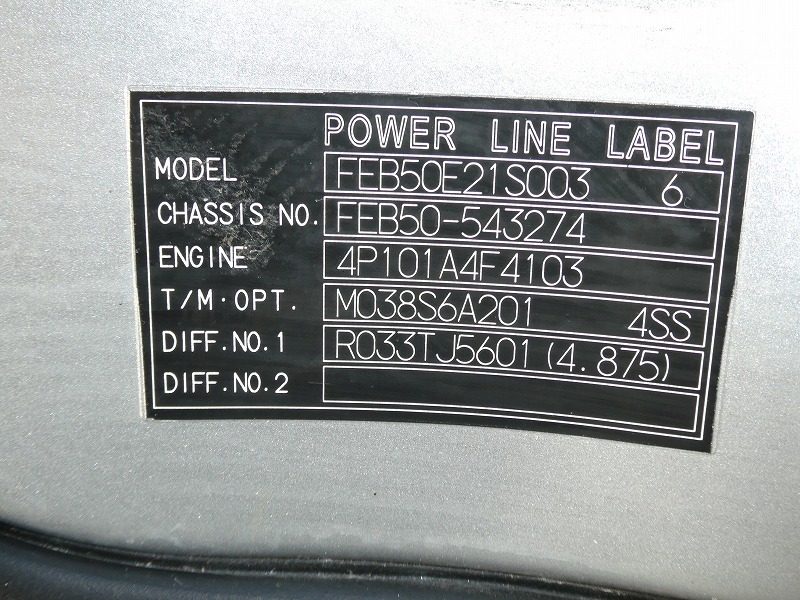 POWER LINE LABEL
MODEL FEB50E21S003 6
CHASSIS NO. FEB50-543274
ENGINE 4P101A4F4103
T/M·OPT. M038S6A201 4SS
DIFF.NO.1 R033TJ5601(4.875)
DIFF.NO.2